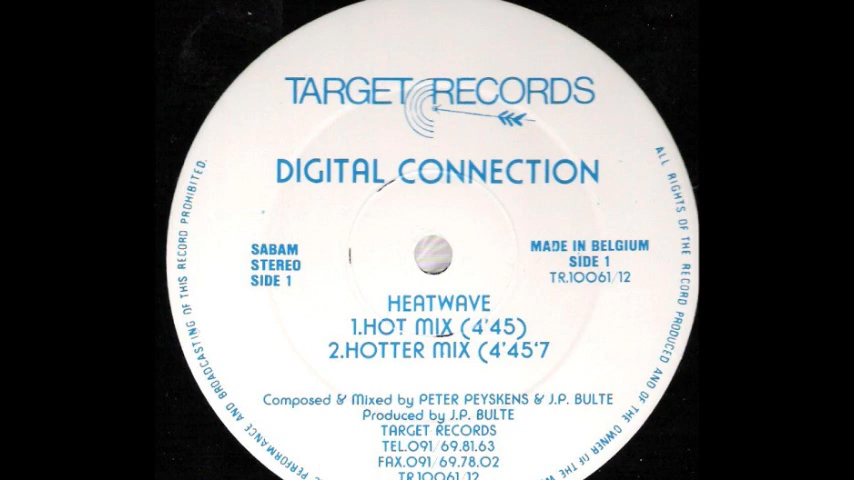 TARGET RECORDS
DIGITAL CONNECTION
SABAM
STEREO
SIDE 1
MADE IN BELGIUM
SIDE 1
TR.10061/12
HEATWAVE
1.HOT MIX (4'45)
2.HOTTER MIX (4'45'7
Composed & Mixed by PETER PEYSKENS & J.P. BULTE
Produced by J.P. BULTE
TARGET RECORDS
TEL.091/69.81.63
FAX.091/69.78.02
TR.10061/12
ALL RIGHTS OF THE RECORD PRODUCED AND OF THE OWNER OF THE
PERFORMANCE AND BROADCASTING OF THIS RECORD PROHIBITED.